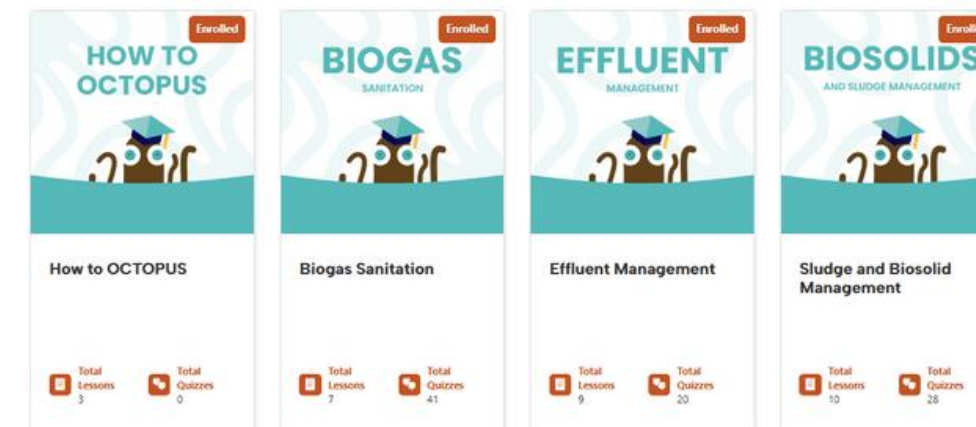 Enrolled
HOW TO
OCTOPUS
How to OCTOPUS
Total
Lessons
3
Total
Quizzes
0
Enrolled
BIOGAS
SANITATION
Biogas Sanitation
Total
Lessons
7
Total
Quizzes
41
Enrolled
EFFLUENT
MANAGEMENT
Effluent Management
Total
Lessons
9
Total
Quizzes
20
Enroll
BIOSOLIDS
AND SLUDGE MANAGEMENT
Sludge and Biosolid
Management
Total
Lessons
10
Total
Quizzes
28